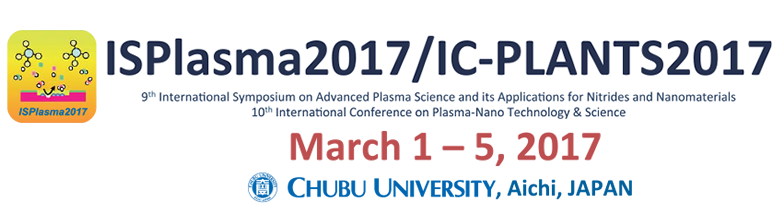 ISPlasma2017/IC-PLANTS2017
9th International Symposium on Advanced Plasma Science and its Applications for Nitrides and Nanomaterials
10th International Conference on Plasma-Nano Technology & Science
ISPlasma2017
March 1 – 5, 2017
CHUBU UNIVERSITY, Aichi, JAPAN